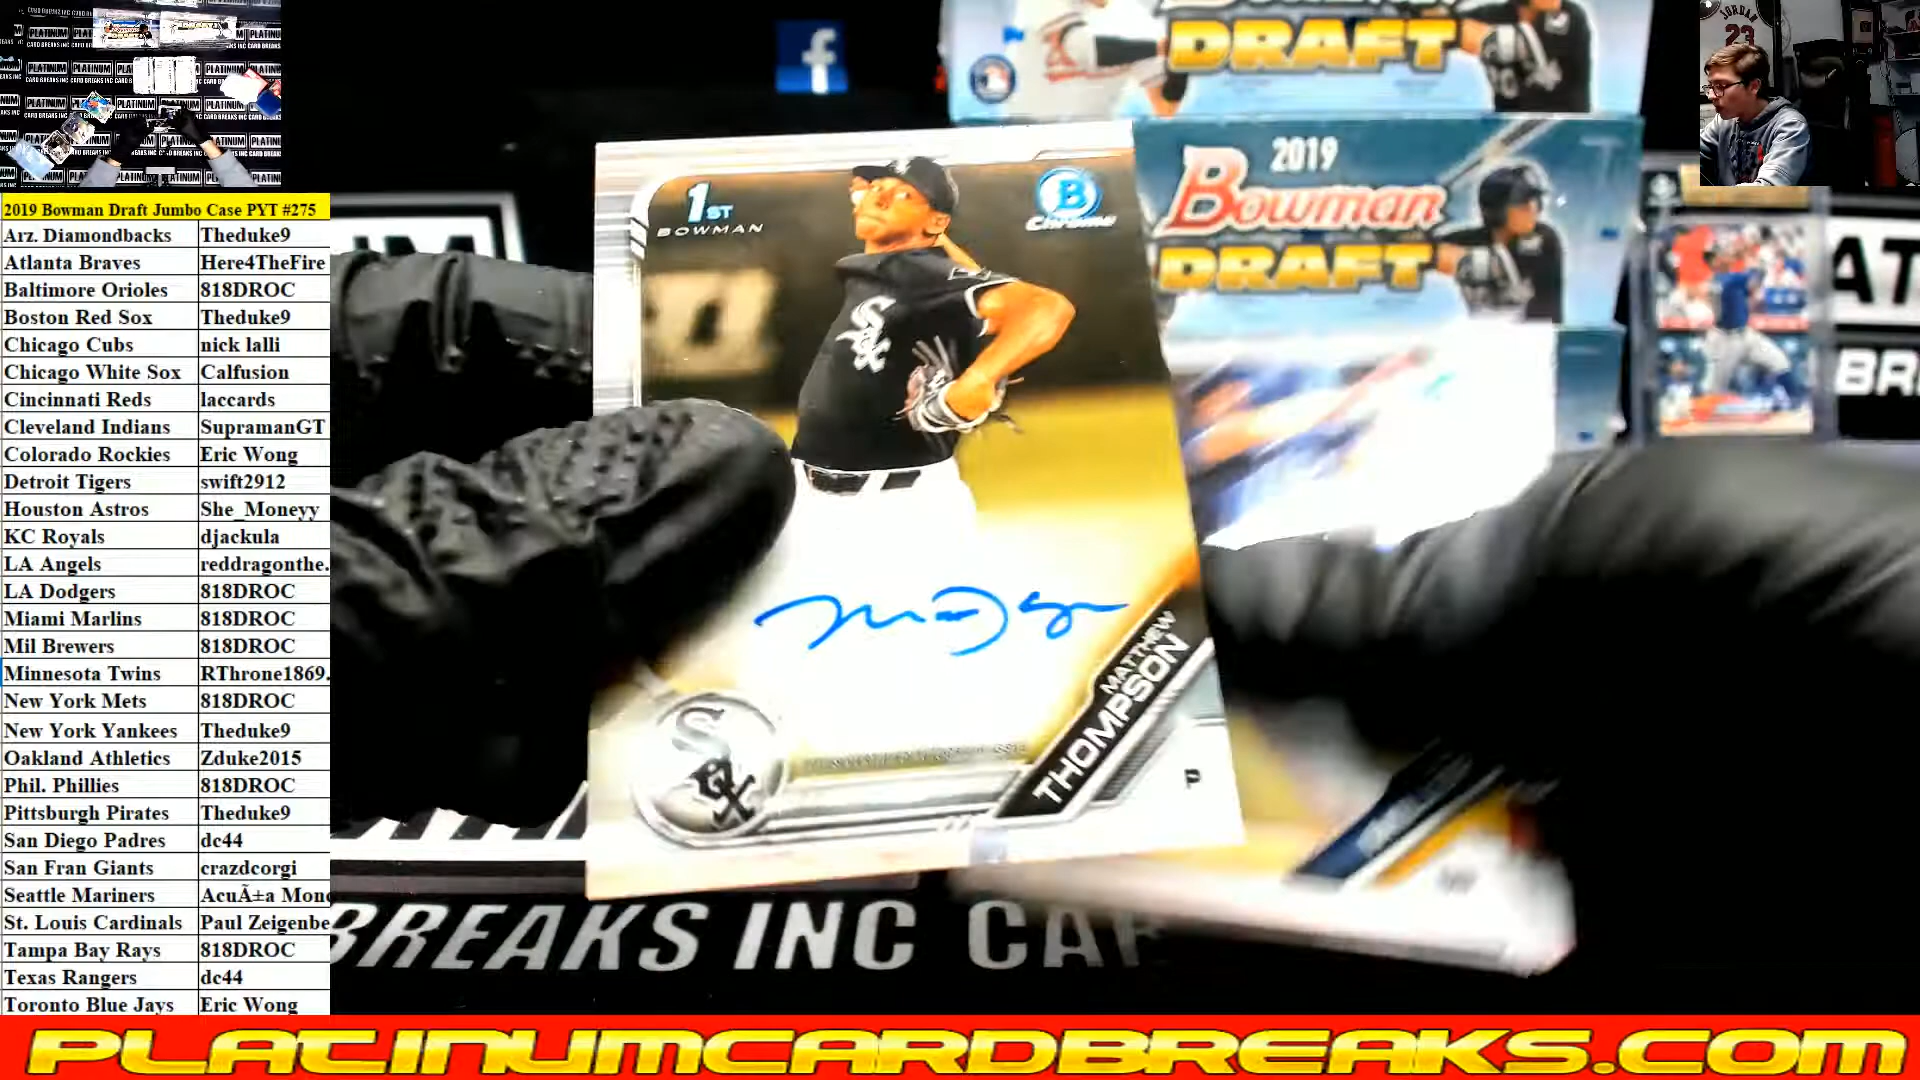 2019 Bowman Draft Jumbo Case PYT #275
Arz. Diamondbacks Theduke9
Atlanta Braves Here4TheFire
Baltimore Orioles 818DROC
Boston Red Sox Theduke9
Chicago Cubs nick lalli
Chicago White Sox Calfusion
Cincinnati Reds laccards
Cleveland Indians SupramanGT
Colorado Rockies Eric Wong
Detroit Tigers swift2912
Houston Astros She_Moneyy
KC Royals djackula
LA Angels reddragonthe.
LA Dodgers 818DROC
Miami Marlins 818DROC
Mil Brewers 818DROC
Minnesota Twins RThrone1869.
New York Mets 818DROC
New York Yankees Theduke9
Oakland Athletics Zduke2015
Phil. Phillies 818DROC
Pittsburgh Pirates Theduke9
San Diego Padres dc44
San Fran Giants crazdcorgi
Seattle Mariners AcuÃ±a Monc
St. Louis Cardinals Paul Zeigenbe
Tampa Bay Rays 818DROC
Texas Rangers dc44
Toronto Blue Jays Eric Wong
1ST
BOWMAN
B
Chrome
Sox
MATTHEW
THOMPSON
P
DRAFT
2019
Bowman
DRAFT
JORDAN
23
BREAKS INC CAR
PLATINUMCARDBREAKS.COM